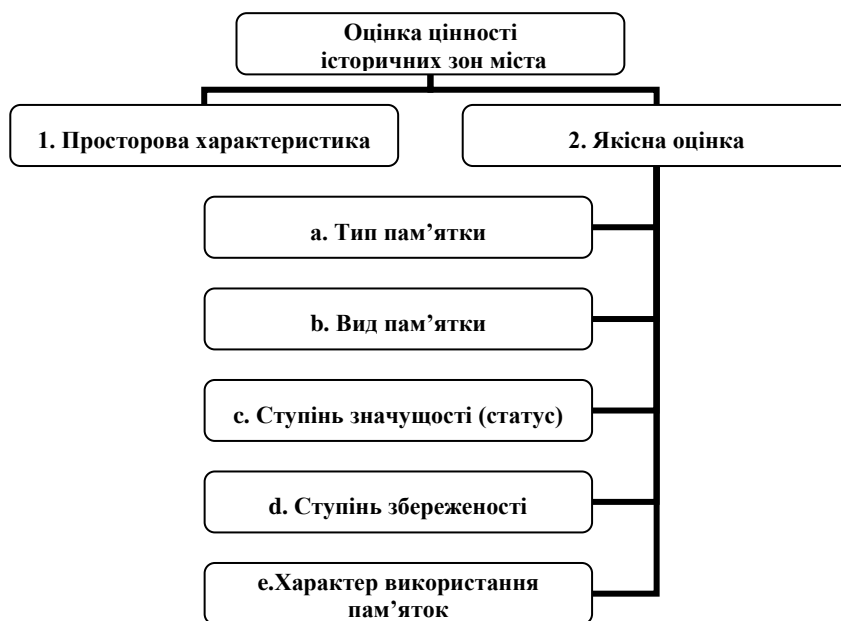 Оцінка цінності
історичних зон міста
1. Просторова характеристика
2. Якісна оцінка
a. Тип пам’ятки
b. Вид пам’ятки
c. Ступінь значущості (статус)
d. Ступінь збереженості
e.Характер використання
пам’яток